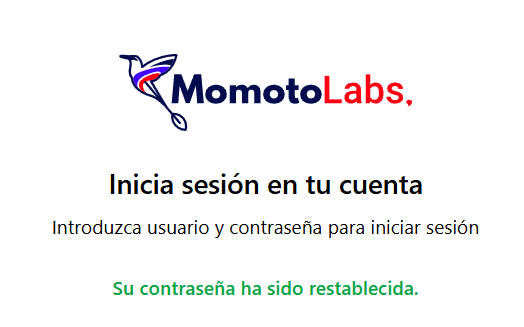 MomotoLabs.
Inicia sesión en tu cuenta
Introduzca usuario y contraseña para iniciar sesión
Su contraseña ha sido restablecida.